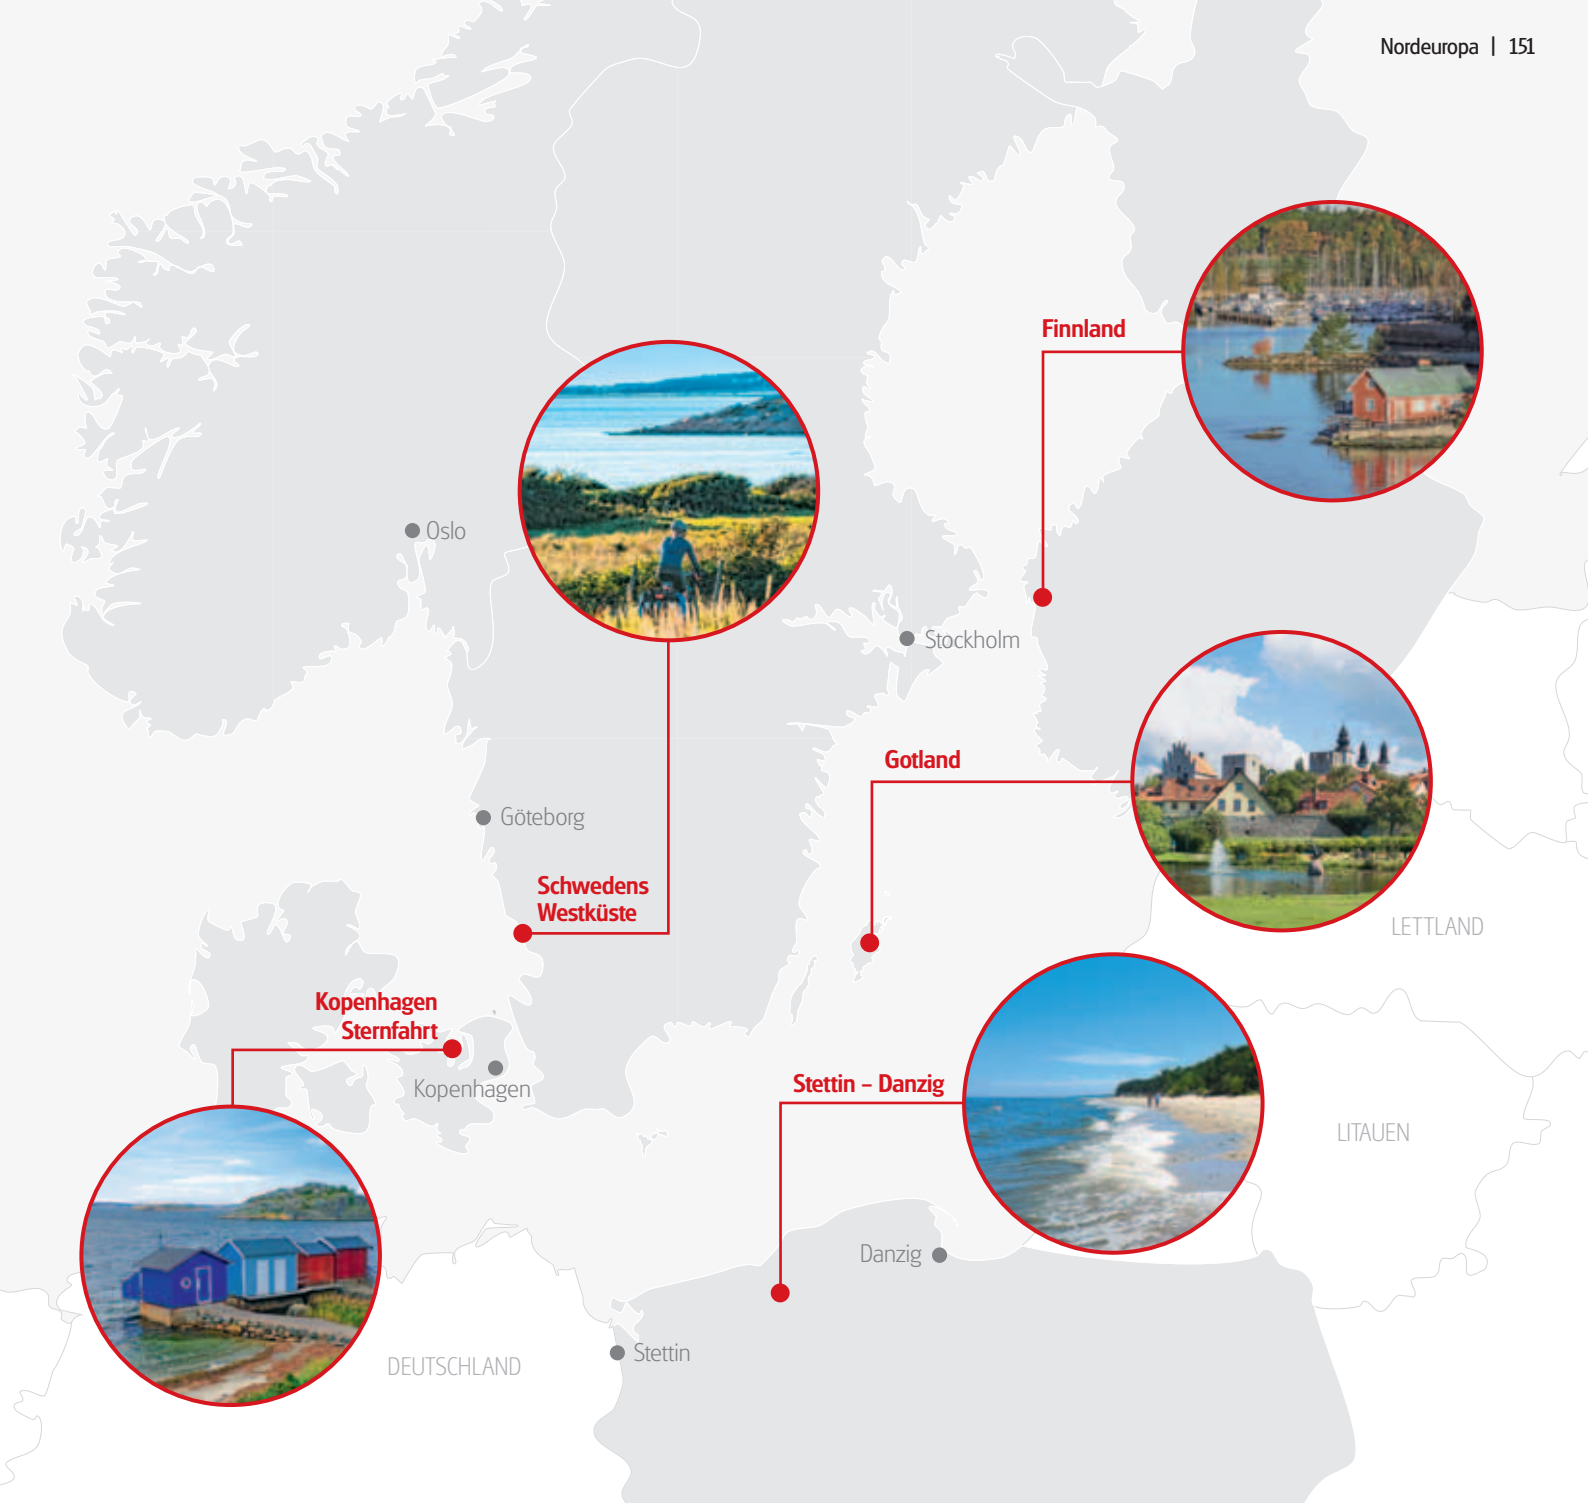 Nordeuropa | 151
Finnland
Oslo
Stockholm
Gotland
Göteborg
Schwedens
Westküste
LETTLAND
Kopenhagen
Sternfahrt
Kopenhagen
Stettin – Danzig
LITAUEN
Danzig
Stettin
DEUTSCHLAND